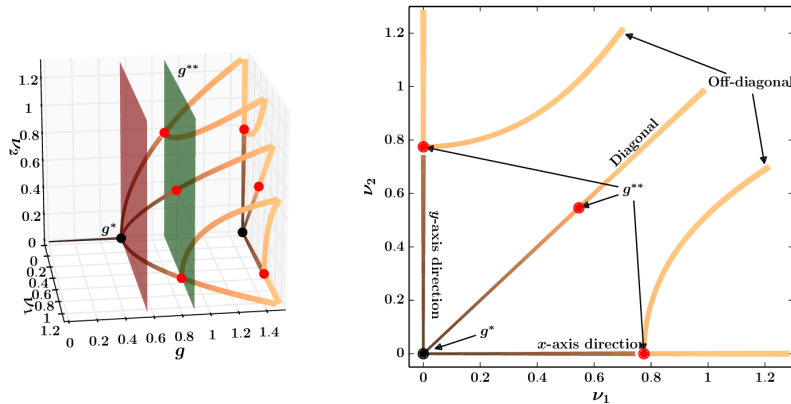 1.2
1
0.8
0.6
0.4
0.2
0
ν₂
g**
g*
0
0.2
0.4
0.6
0.8
1
1.2
ν₁
0 0.2 0.4 0.6 0.8 1 1.2 1.4
g
1.2
1
0.8
0.6
0.4
0.2
0
ν₂
Off-diagonal
Diagonal
g**
y-axis direction
g*
x-axis direction
0 0.2 0.4 0.6 0.8 1 1.2
ν₁